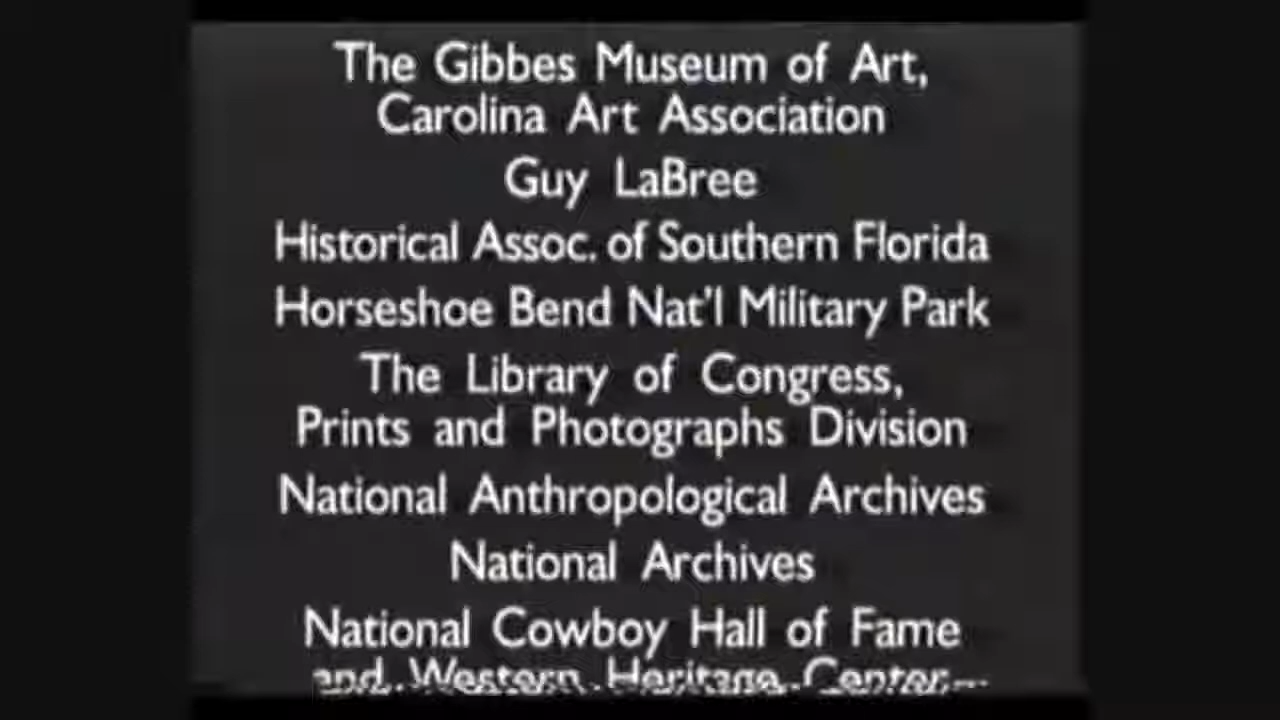 The Gibbes Museum of Art,
Carolina Art Association
Guy LaBree
Historical Assoc. of Southern Florida
Horseshoe Bend Nat'l Military Park
The Library of Congress,
Prints and Photographs Division
National Anthropological Archives
National Archives
National Cowboy Hall of Fame
and Western Heritage Center